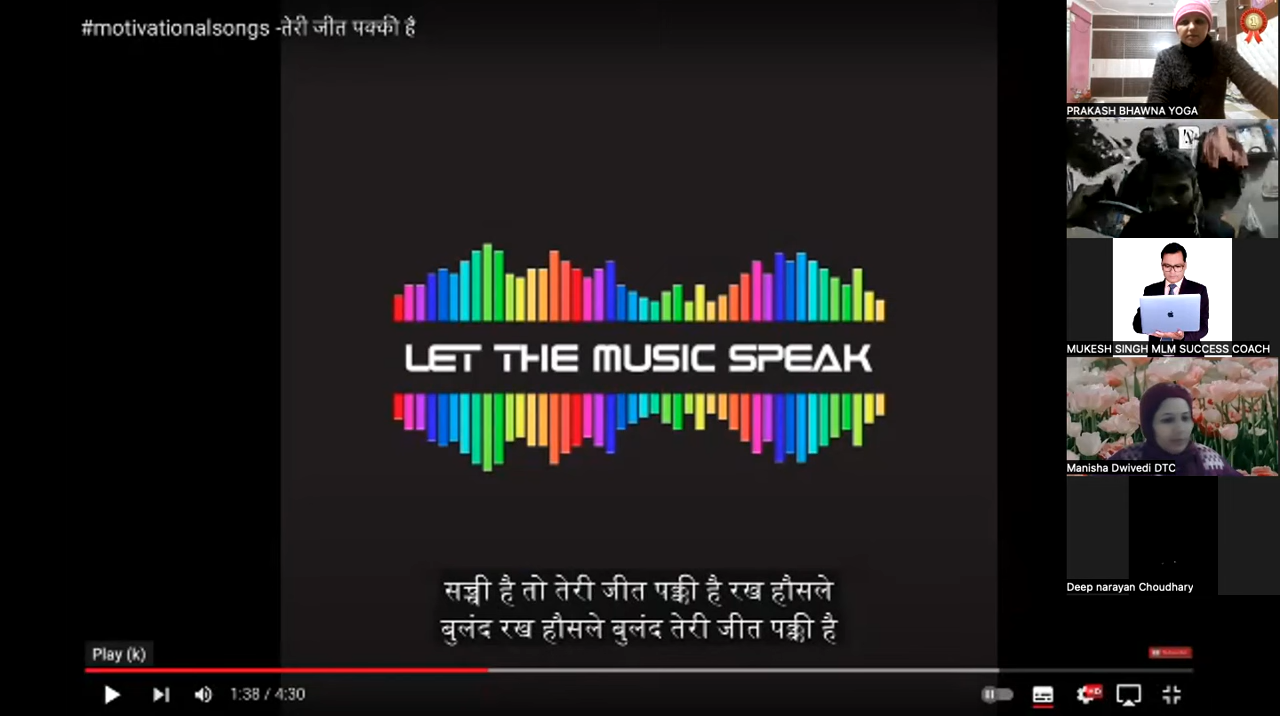 #motivationalsongs -तेरी जीत पक्की है
LET THE MUSIC SPEAK
सच्ची है तो तेरी जीत पक्की है रख हौसले
बुलंद रख हौसले बुलंद तेरी जीत पक्की है
Play (k)
1:38 / 4:30
HD
PRAKASH BHAWNA YOGA
MUKESH SINGH MLM SUCCESS COACH
Manisha Dwivedi DTC
Deep narayan Choudhary